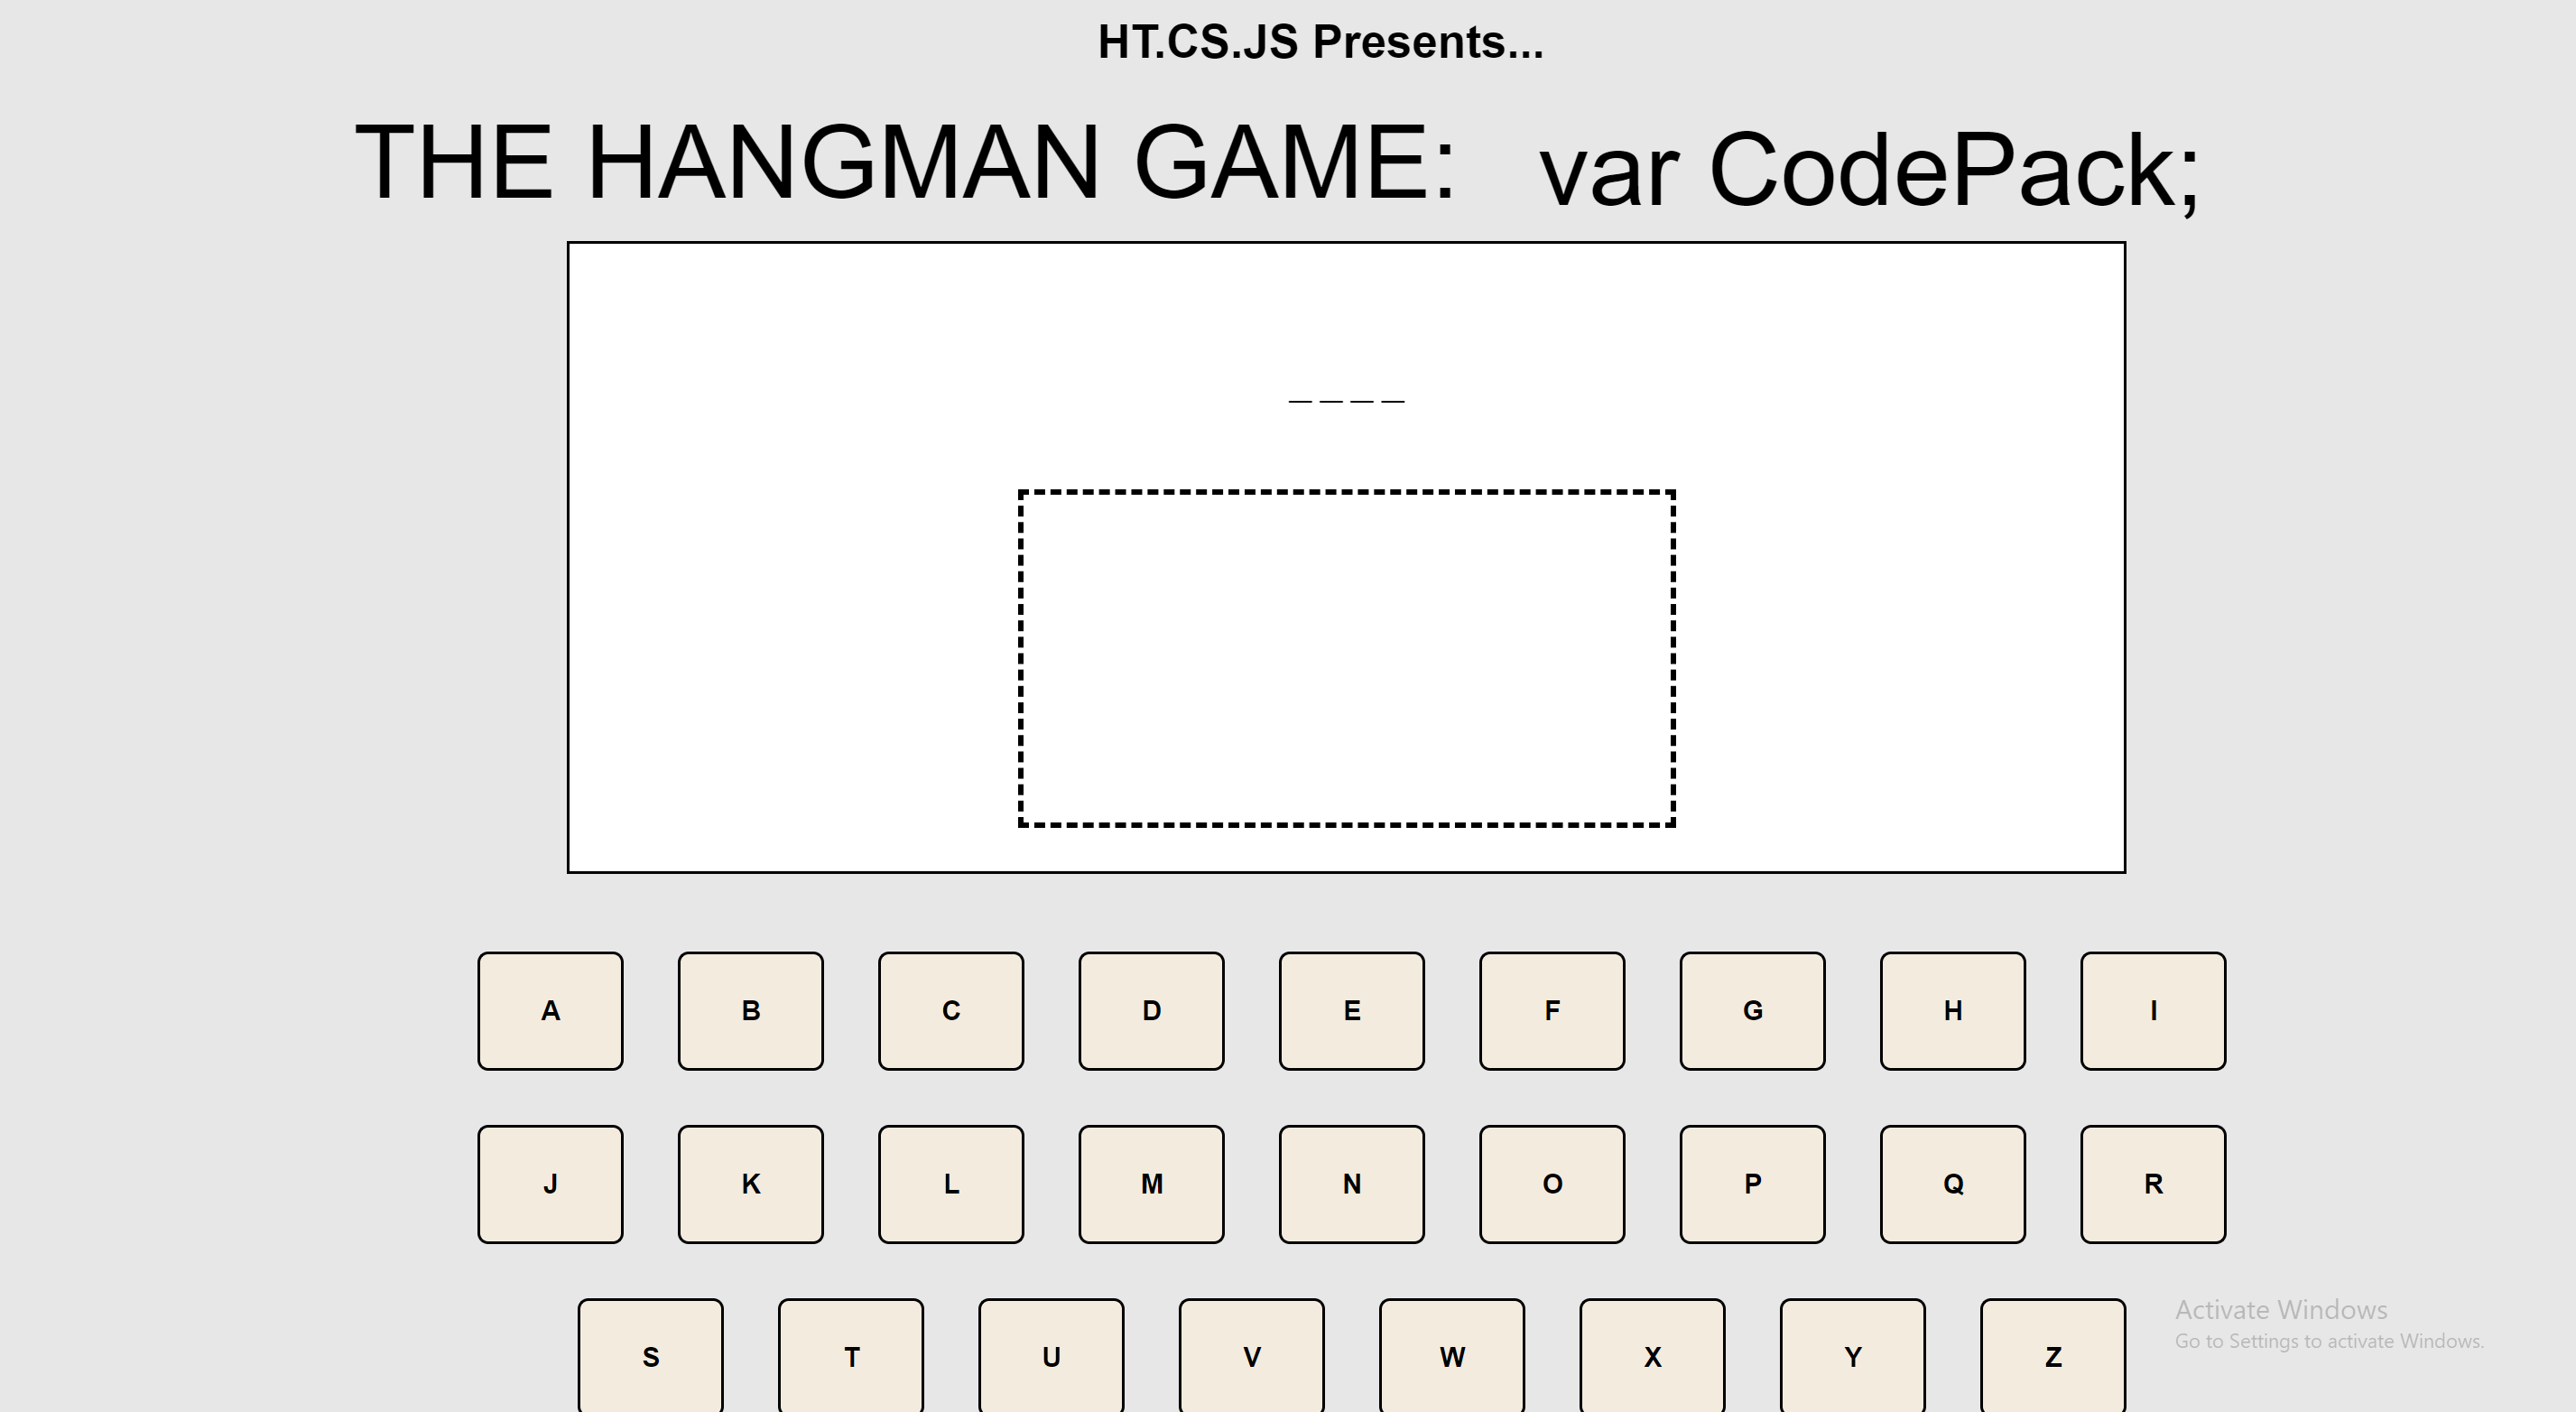 HT.CS.JS Presents...
THE HANGMAN GAME: var CodePack;
_ _ _ _
A B C D E F G H I
J K L M N O P Q R
S T U V W X Y Z
Activate Windows
Go to Settings to activate Windows.